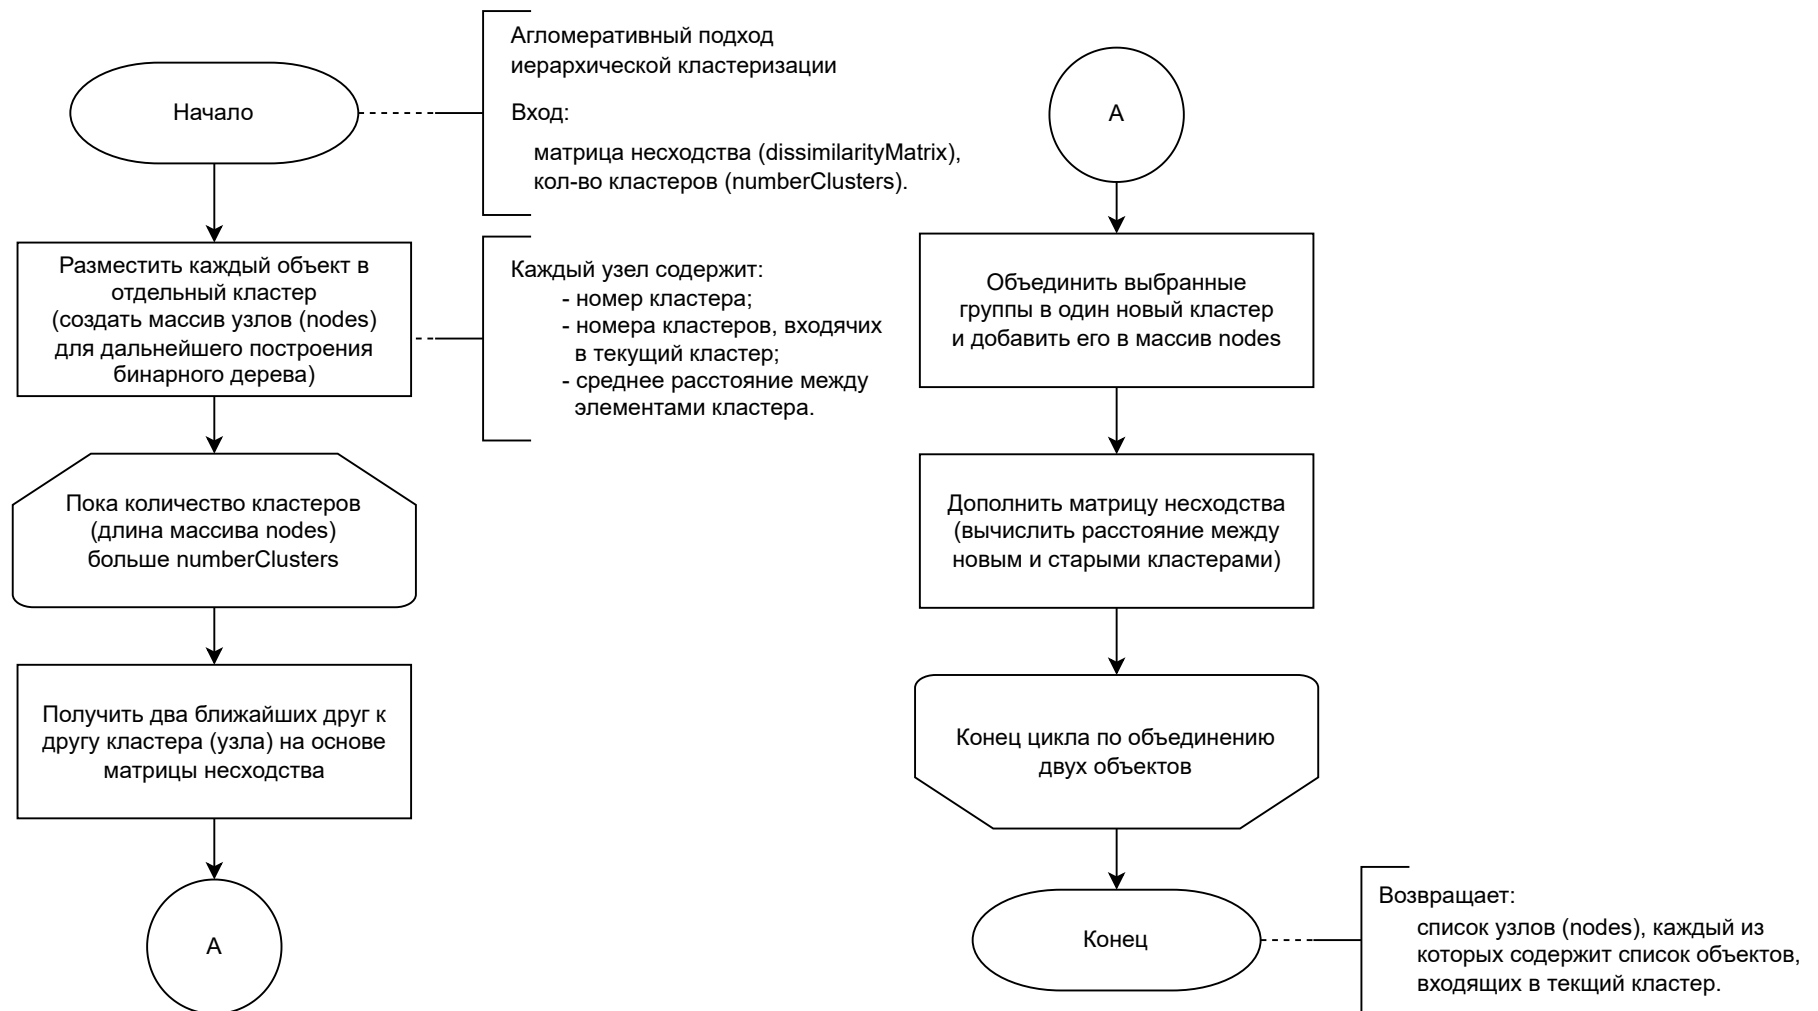 Начало
Агломеративный подход
иерархической кластеризации
Вход:
матрица несходства (dissimilarityMatrix),
кол-во кластеров (numberClusters).
Разместить каждый объект в
отдельный кластер
(создать массив узлов (nodes)
для дальнейшего построения
бинарного дерева)
Каждый узел содержит:
- номер кластера;
- номера кластеров, входячих
в текущий кластер;
- среднее расстояние между
элементами кластера.
Пока количество кластеров
(длина массива nodes)
больше numberClusters
Получить два ближайших друг к
другу кластера (узла) на основе
матрицы несходства
A
A
Объединить выбранные
группы в один новый кластер
и добавить его в массив nodes
Дополнить матрицу несходства
(вычислить расстояние между
новым и старыми кластерами)
Конец цикла по объединению
двух объектов
Конец
Возвращает:
список узлов (nodes), каждый из
которых содержит список объектов,
входящих в текщий кластер.